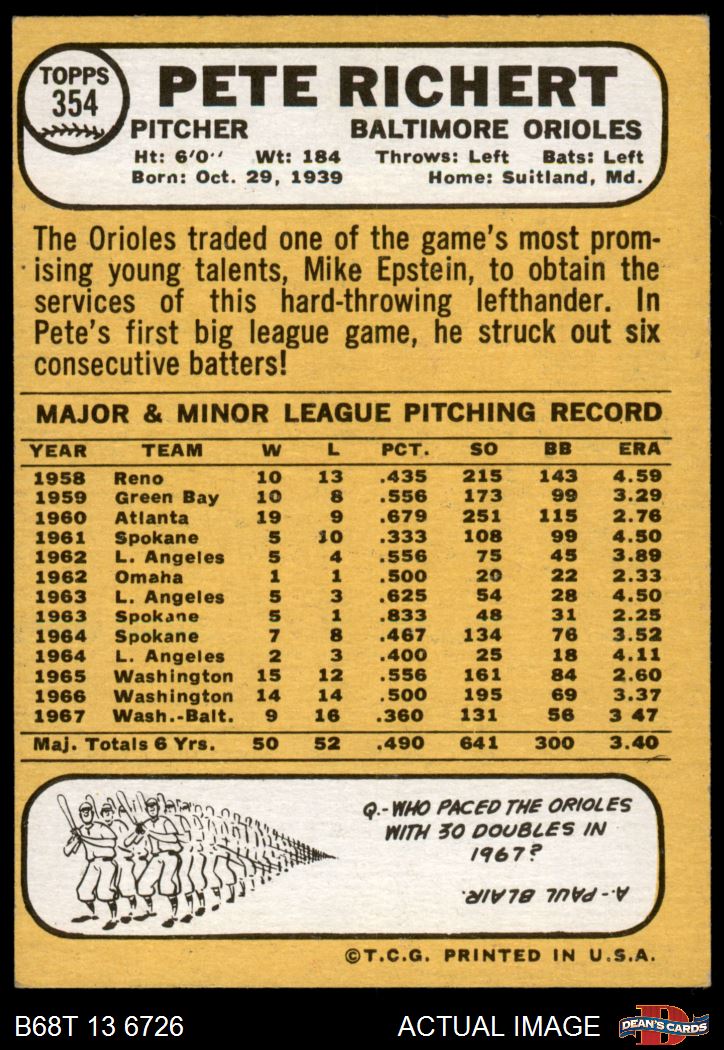 TOPPS
354
PETE RICHERT
PITCHER BALTIMORE ORIOLES
Ht: 6'0'' Wt: 184 Throws: Left Bats: Left
Born: Oct. 29, 1939 Home: Suitland, Md.
The Orioles traded one of the game's most prom-
ising young talents, Mike Epstein, to obtain the
services of this hard-throwing lefthander. In
Pete's first big league game, he struck out six
consecutive batters!
MAJOR & MINOR LEAGUE PITCHING RECORD
YEAR TEAM W L PCT. SO BB ERA
1958 Reno 10 13 .435 215 143 4.59
1959 Green Bay 10 8 .556 173 99 3.29
1960 Atlanta 19 9 .679 251 115 2.76
1961 Spokane 5 10 .333 108 99 4.50
1962 L. Angeles 5 4 .556 75 45 3.89
1962 Omaha 1 1 .500 20 22 2.33
1963 L. Angeles 5 3 .625 54 28 4.50
1963 Spokane 5 1 .833 48 31 2.25
1964 Spokane 7 8 .467 134 76 3.52
1964 L. Angeles 2 3 .400 25 18 4.11
1965 Washington 15 12 .556 161 84 2.60
1966 Washington 14 14 .500 195 69 3.37
1967 Wash.-Balt. 9 16 .360 131 56 3 47
Maj. Totals 6 Yrs. 50 52 .490 641 300 3.40
Q.-WHO PACED THE ORIOLES
WITH 30 DOUBLES IN
1967?
A.-PAUL BLAIR.
©T.C.G. PRINTED IN U.S.A.
B68T 13 6726 ACTUAL IMAGE D DEAN'S CARDS